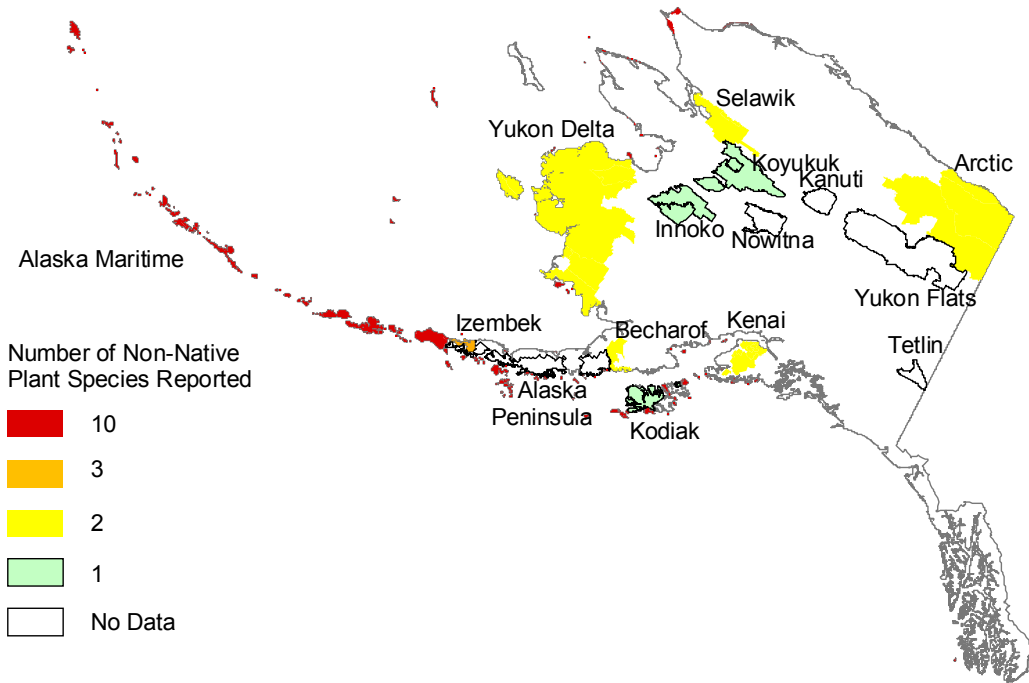 Selawik
Yukon Delta
Koyukuk
Arctic
Kanuti
Innoko
Nowitna
Alaska Maritime
Yukon Flats
Izembek
Becharof
Kenai
Tetlin
Number of Non-Native
Plant Species Reported
Alaska
Peninsula
Kodiak
10
3
2
1
No Data